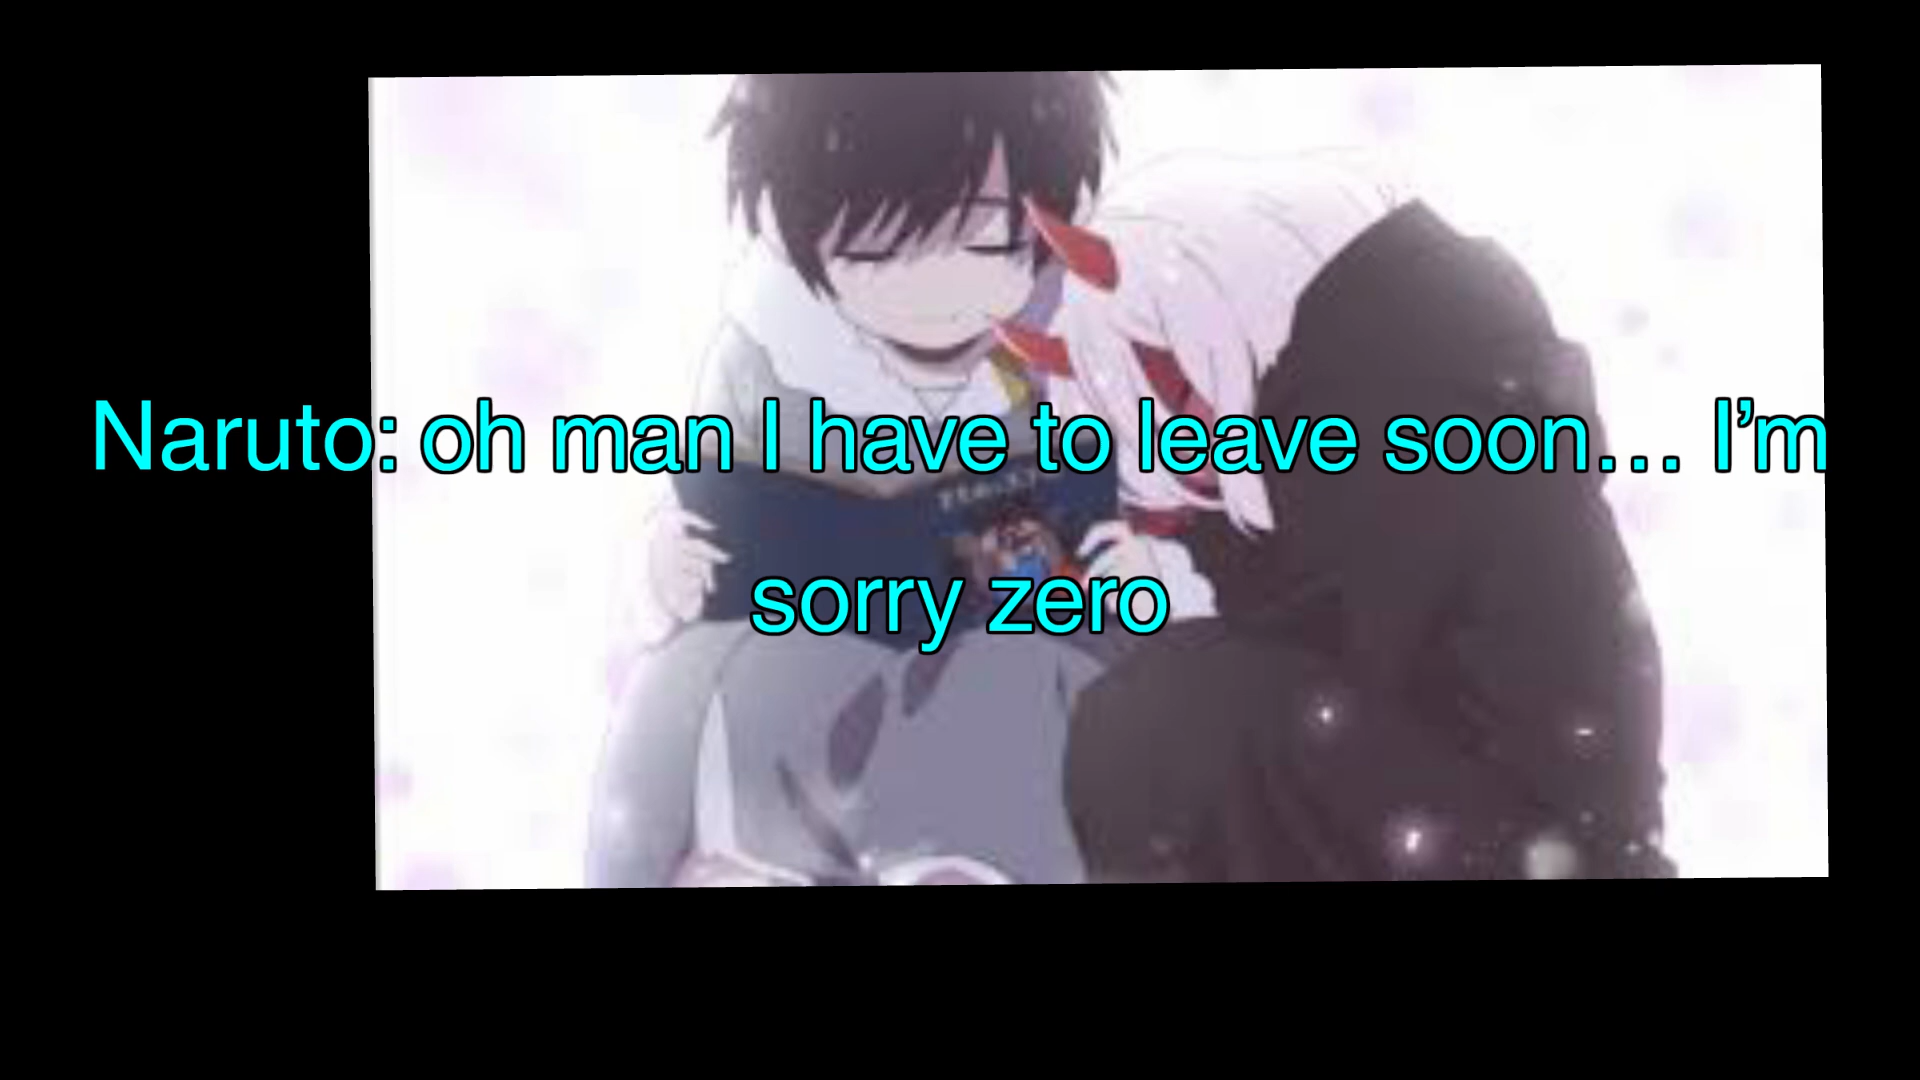 Naruto: oh man I have to leave soon… I’m
sorry zero